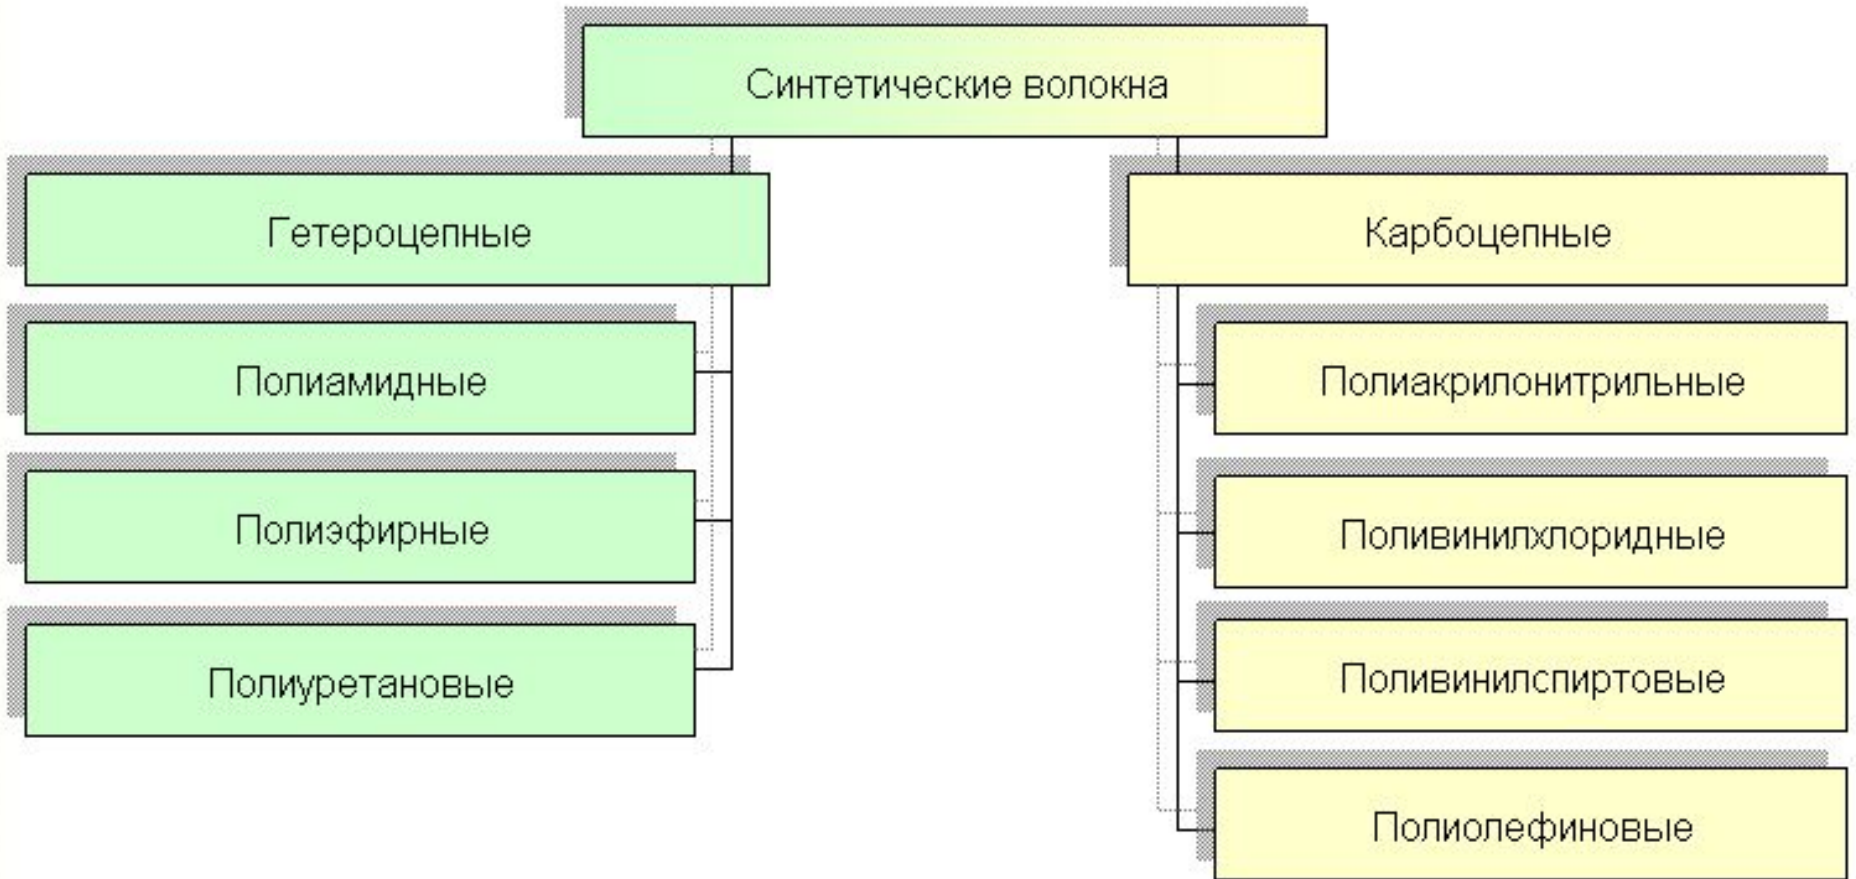 Синтетические волокна
Гетероцепные
Карбоцепные
Полиамидные
Полиакрилонитрильные
Полиэфирные
Поливинилхлоридные
Полиуретановые
Поливинилспиртовые
Полиолефиновые